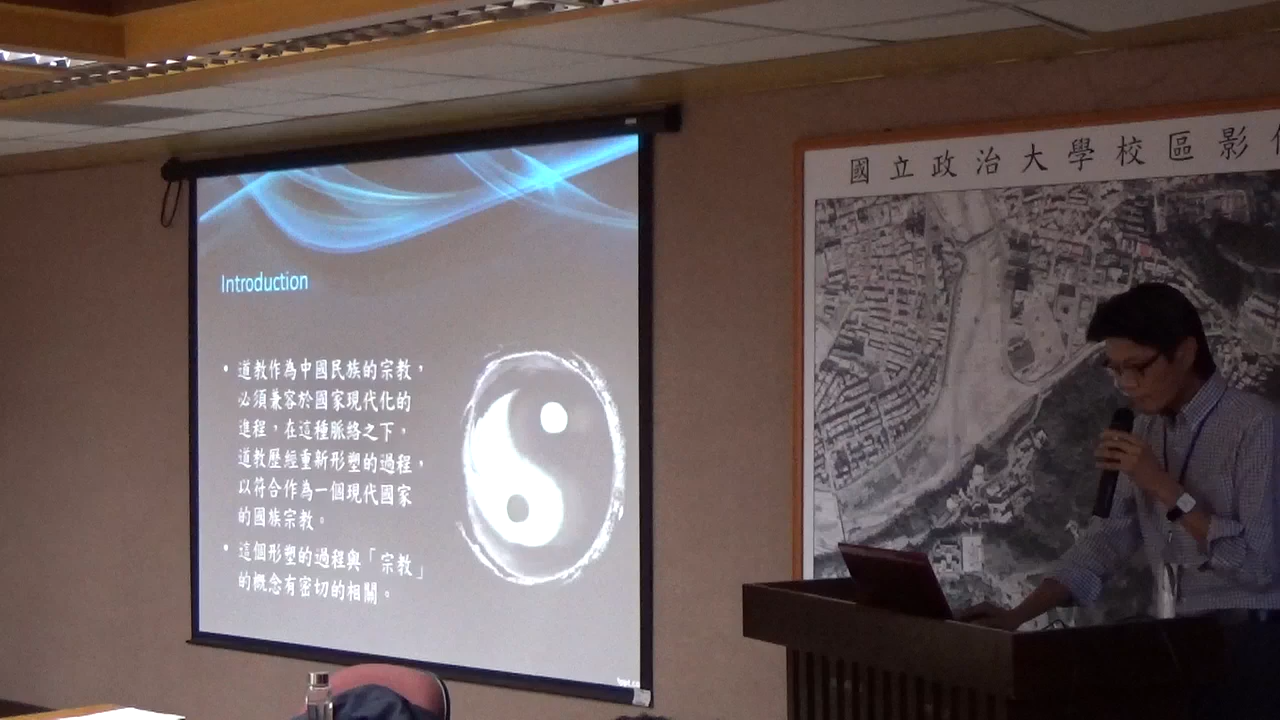 Introduction
• 道教作為中國民族的宗教,
必須兼容於國家現代化的
進程,在這種脈絡之下,
道教歷經重新形塑的過程,
以符合作為一個現代國家
的國族宗教。
• 這個形塑的過程與「宗教」
的概念有密切的相關。
國立政治大學校區影